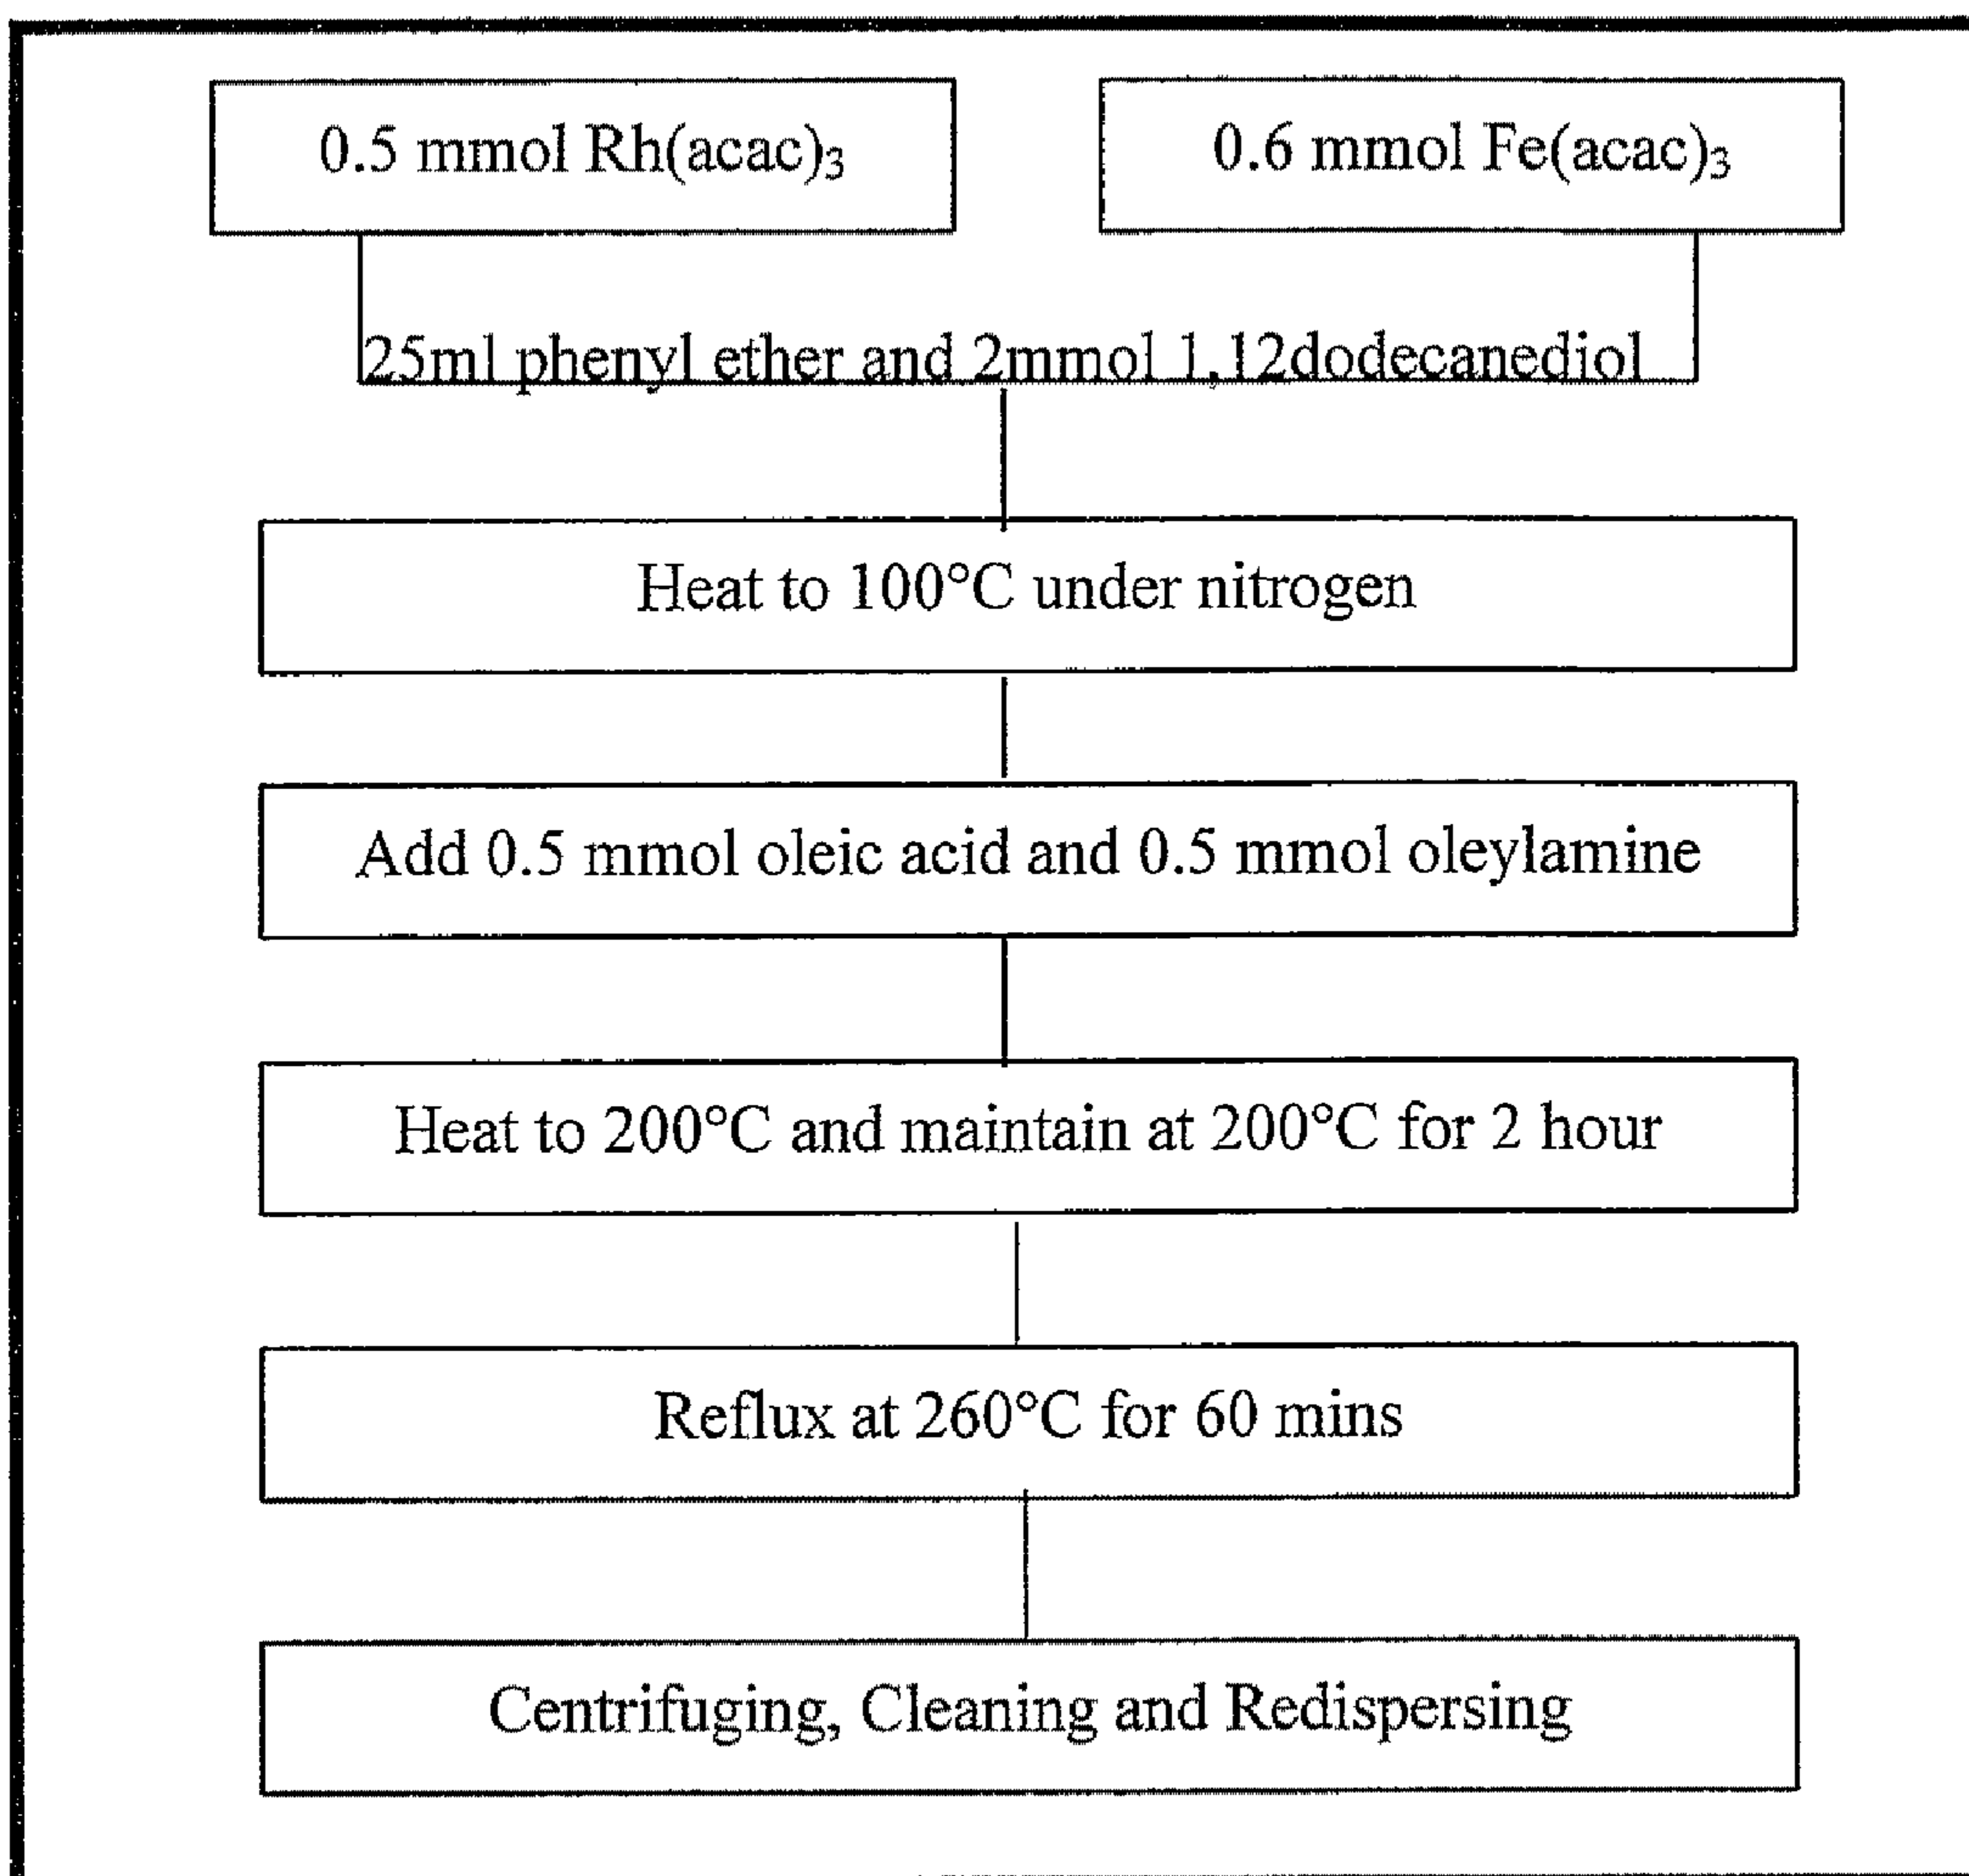 0.5 mmol Rh(acac)₃
0.6 mmol Fe(acac)₃
25ml phenyl ether and 2mmol 1,12dodecanediol
Heat to 100°C under nitrogen
Add 0.5 mmol oleic acid and 0.5 mmol oleylamine
Heat to 200°C and maintain at 200°C for 2 hour
Reflux at 260°C for 60 mins
Centrifuging, Cleaning and Redispersing